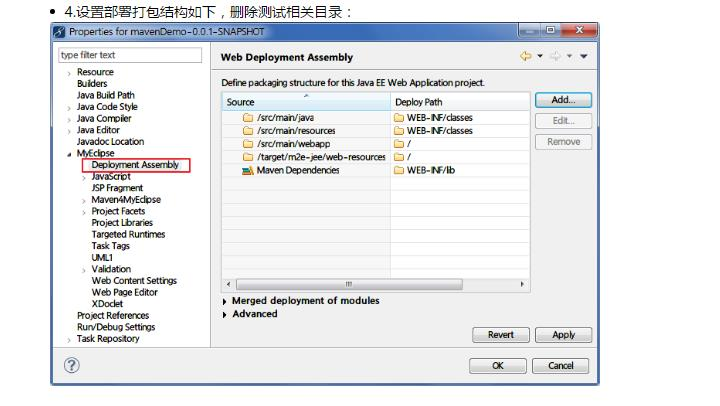 4.设置部署打包结构如下，删除测试相关目录：
Properties for mavenDemo-0.0.1-SNAPSHOT
type filter text
Resource
Builders
Java Build Path
Java Code Style
Java Compiler
Java Editor
Javadoc Location
MyEclipse
Deployment Assembly
JavaScript
JSP Fragment
Maven4MyEclipse
Project Facets
Project Libraries
Targeted Runtimes
Task Tags
UML1
Validation
Web Content Settings
Web Page Editor
XDoclet
Project References
Run/Debug Settings
Task Repository
Web Deployment Assembly
Define packaging structure for this Java EE Web Application project.
Source Deploy Path
/src/main/java WEB-INF/classes
/src/main/resources WEB-INF/classes
/src/main/webapp /
/target/m2e-jee/web-resources /
Maven Dependencies WEB-INF/lib
Add...
Edit...
Remove
Merged deployment of modules
Advanced
Revert Apply
OK Cancel